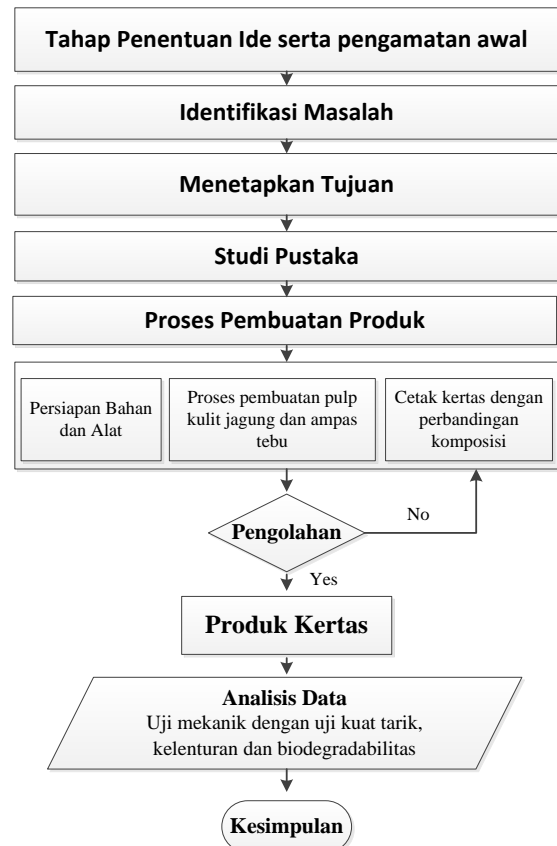 Tahap Penentuan Ide serta pengamatan awal
Identifikasi Masalah
Menetapkan Tujuan
Studi Pustaka
Proses Pembuatan Produk
Persiapan Bahan
dan Alat
Proses pembuatan pulp
kulit jagung dan ampas
tebu
Cetak kertas dengan
perbandingan
komposisi
Pengolahan
No
Yes
Produk Kertas
Analisis Data
Uji mekanik dengan uji kuat tarik,
kelenturan dan biodegradabilitas
Kesimpulan